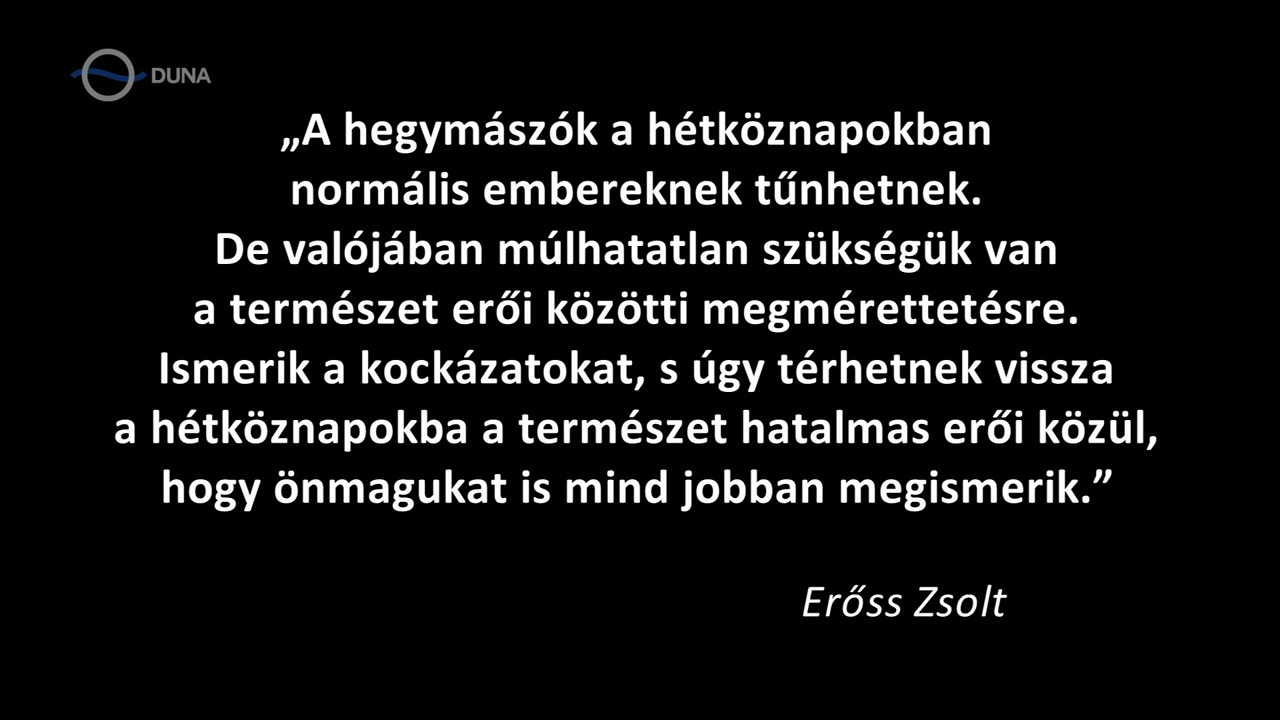 DUNA
„A hegymászók a hétköznapokban
normális embereknek tűnhetnek.
De valójában múlhatatlan szükségük van
a természet erői közötti megmérettetésre.
Ismerik a kockázatokat, s úgy térhetnek vissza
a hétköznapokba a természet hatalmas erői közül,
hogy önmagukat is mind jobban megismerik.”
Erőss Zsolt